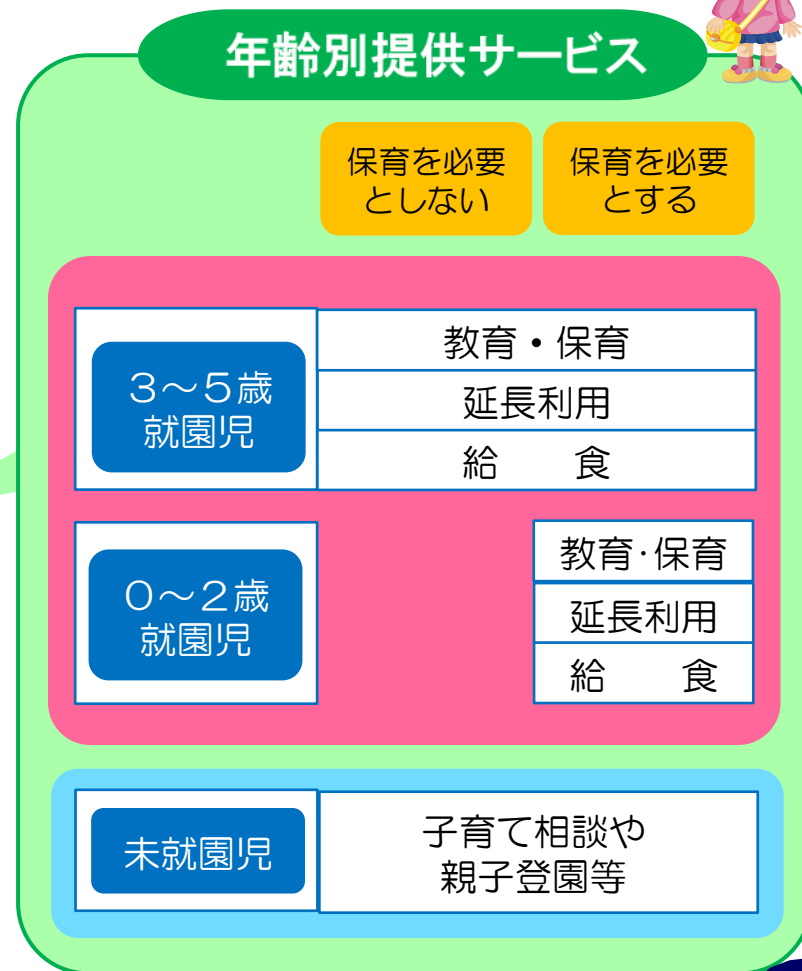 年齢別提供サービス
保育を必要
としない
保育を必要
とする
3~5歳
就園児
教育・保育
延長利用
給　　食
0~2歳
就園児
教育・保育
延長利用
給　　食
未就園児
子育て相談や
親子登園等